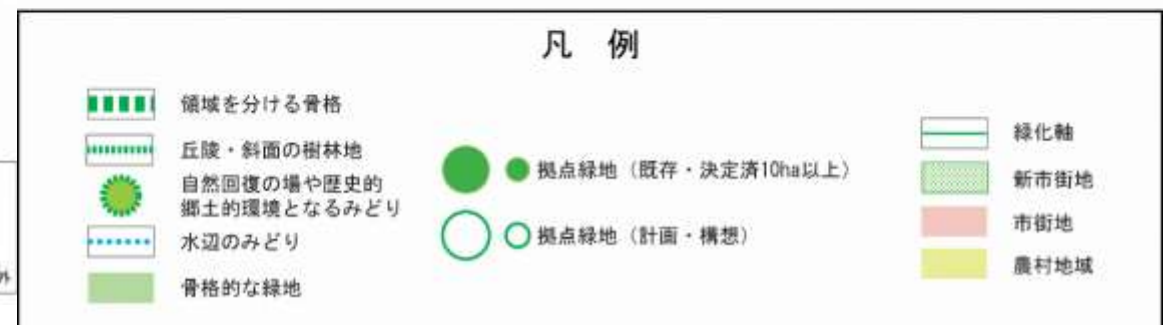 凡 例
領域を分ける骨格
丘陵・斜面の樹林地
自然回復の場や歴史的
郷土的環境となるみどり
水辺のみどり
骨格的な緑地
拠点緑地（既存・決定済10ha以上）
拠点緑地（計画・構想）
緑化軸
新市街地
市街地
農村地域
外